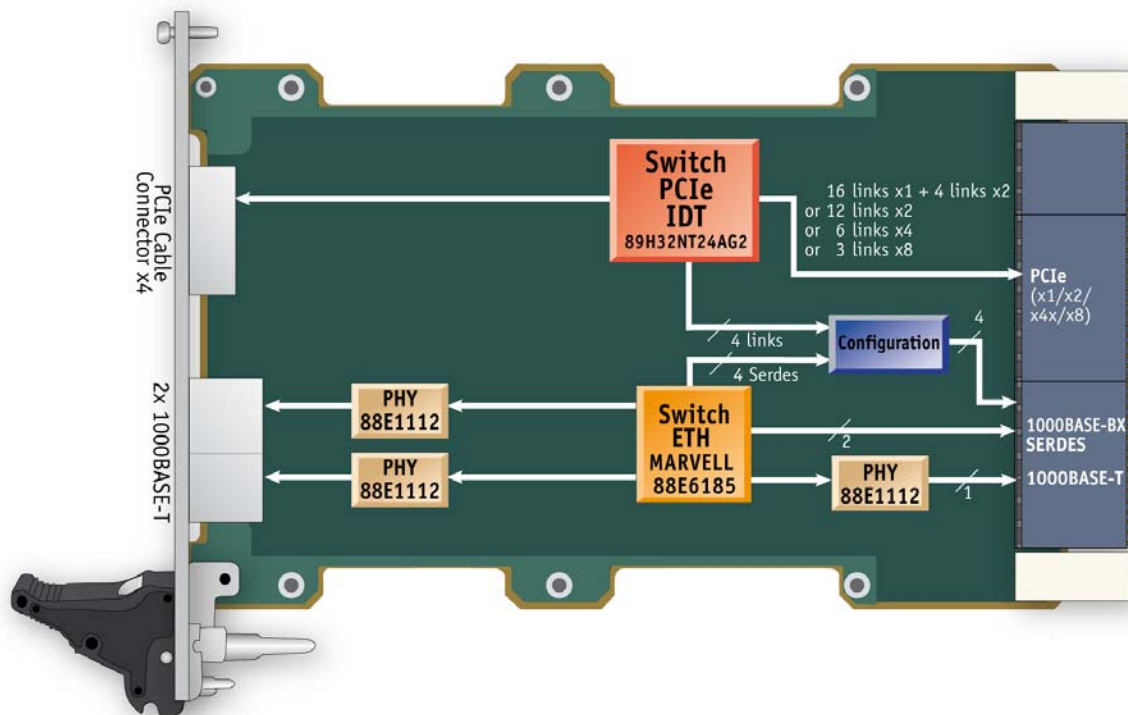 Switch
PCIe
IDT
89H32NT24AG2
16 links x1 + 4 links x2
or 12 links x2
or 6 links x4
or 3 links x8
PCIe Cable
Connector x4
PCIe
(x1/x2/
x4x/x8)
4 links
Configuration
4
4 Serdes
2x 1000BASE-T
PHY
88E1112
Switch
ETH
MARVELL
88E6185
2
1000BASE-BX
SERDES
PHY
88E1112
PHY
88E1112
1
1000BASE-T